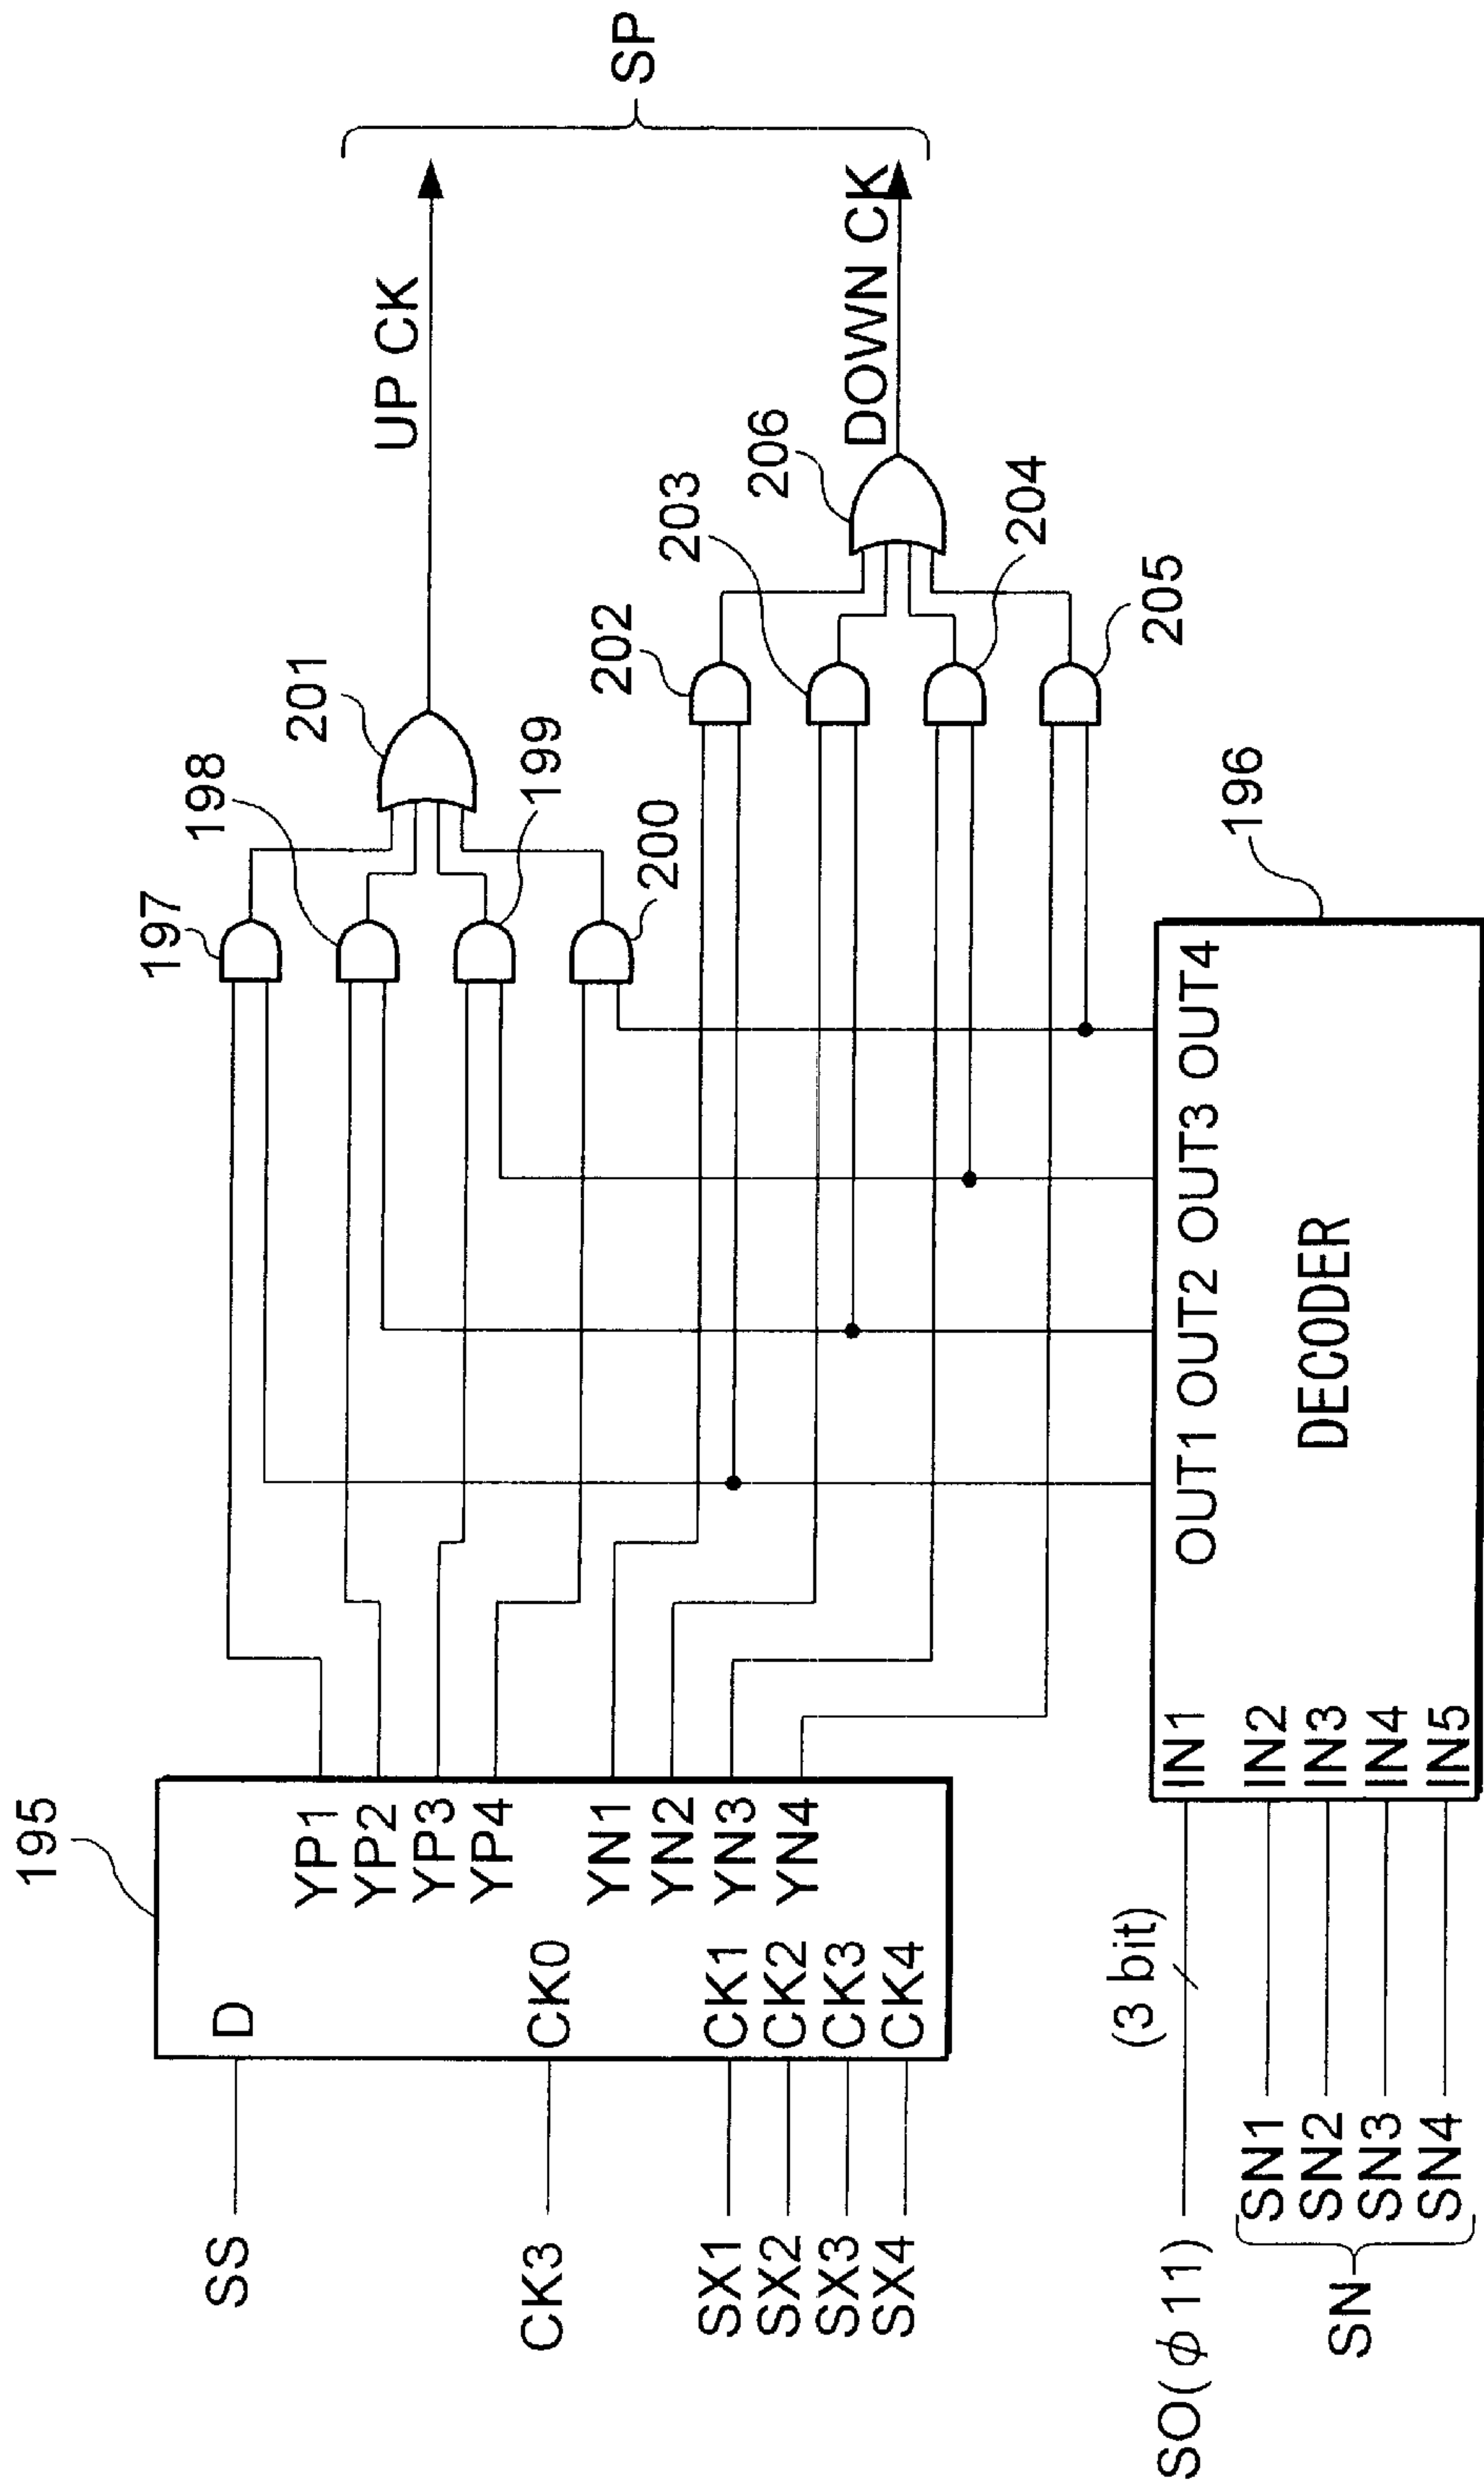 195
SS
D
CK3
CK0
SX1
SX2
SX3
SX4
CK1
CK2
CK3
CK4
YP1
YP2
YP3
YP4
YN1
YN2
YN3
YN4
197
198
199
200
201
UP CK
202
203
204
205
206
DOWN CK
SP
SO(φ11)
(3 bit)
SN
SN1
SN2
SN3
SN4
IN1
IN2
IN3
IN4
IN5
OUT1 OUT2 OUT3 OUT4
DECODER
196